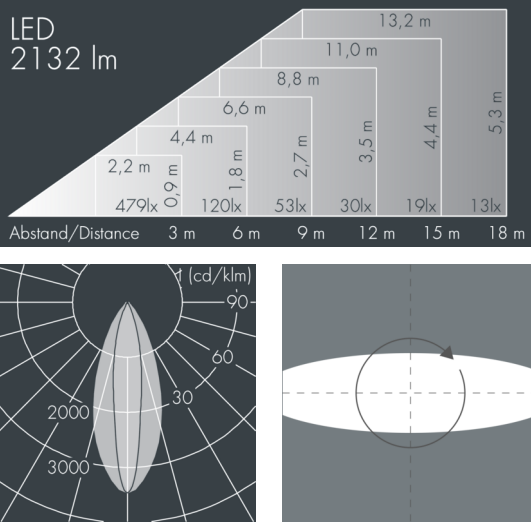 LED
2132 lm
13,2 m
11,0 m
8,8 m
6,6 m
4,4 m
2,2 m
0,9 m
1,8 m
2,7 m
3,5 m
4,4 m
5,3 m
479lx 120lx 53lx 30lx 19lx 13lx
Abstand/Distance 3 m 6 m 9 m 12 m 15 m 18 m
(cd/klm)
90
60
30
2000
3000